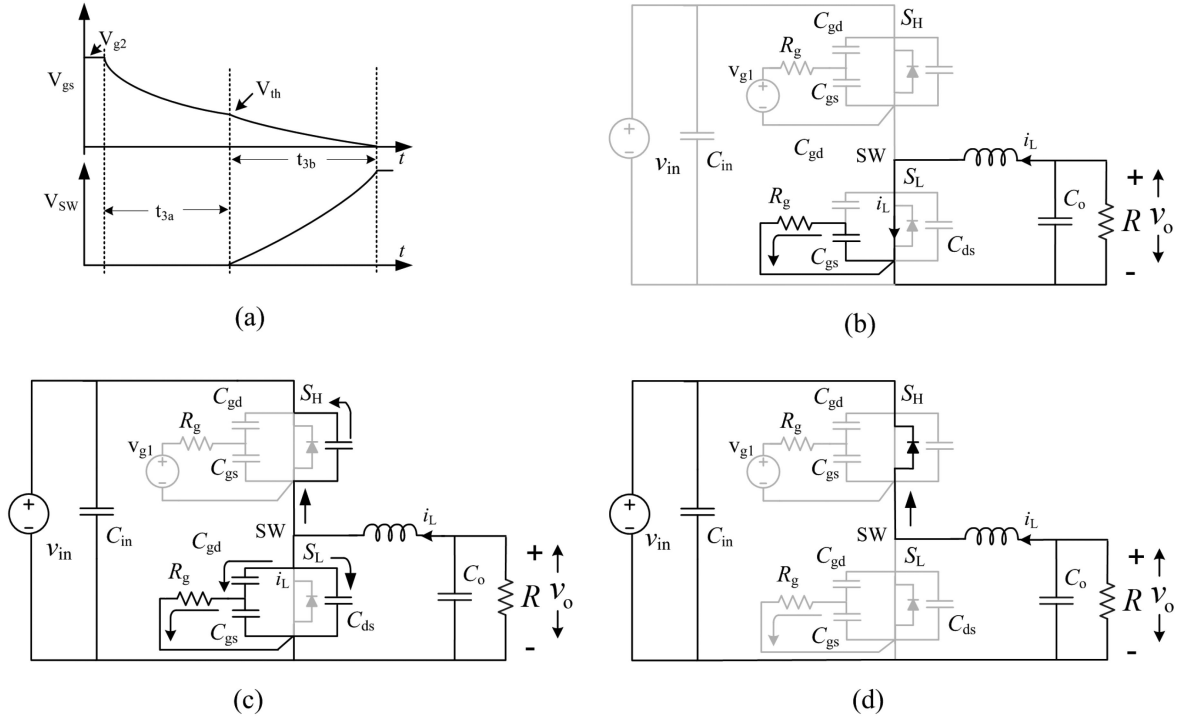 V_g2
V_gs
V_th
t
t_3b
V_SW
t_3a
t
(a)
S_H
C_gd
R_g
v_g1
C_gs
v_in
C_in
C_gd
SW
i_L
S_L
R_g
i_L
C_gs
C_ds
C_o
R
+
v_o
-
(b)
S_H
C_gd
R_g
v_g1
C_gs
v_in
C_in
SW
i_L
C_gd
S_L
R_g
i_L
C_gs
C_ds
C_o
R
+
v_o
-
(c)
S_H
C_gd
R_g
v_g1
C_gs
v_in
C_in
SW
i_L
C_gd
S_L
R_g
C_gs
C_ds
C_o
R
+
v_o
-
(d)